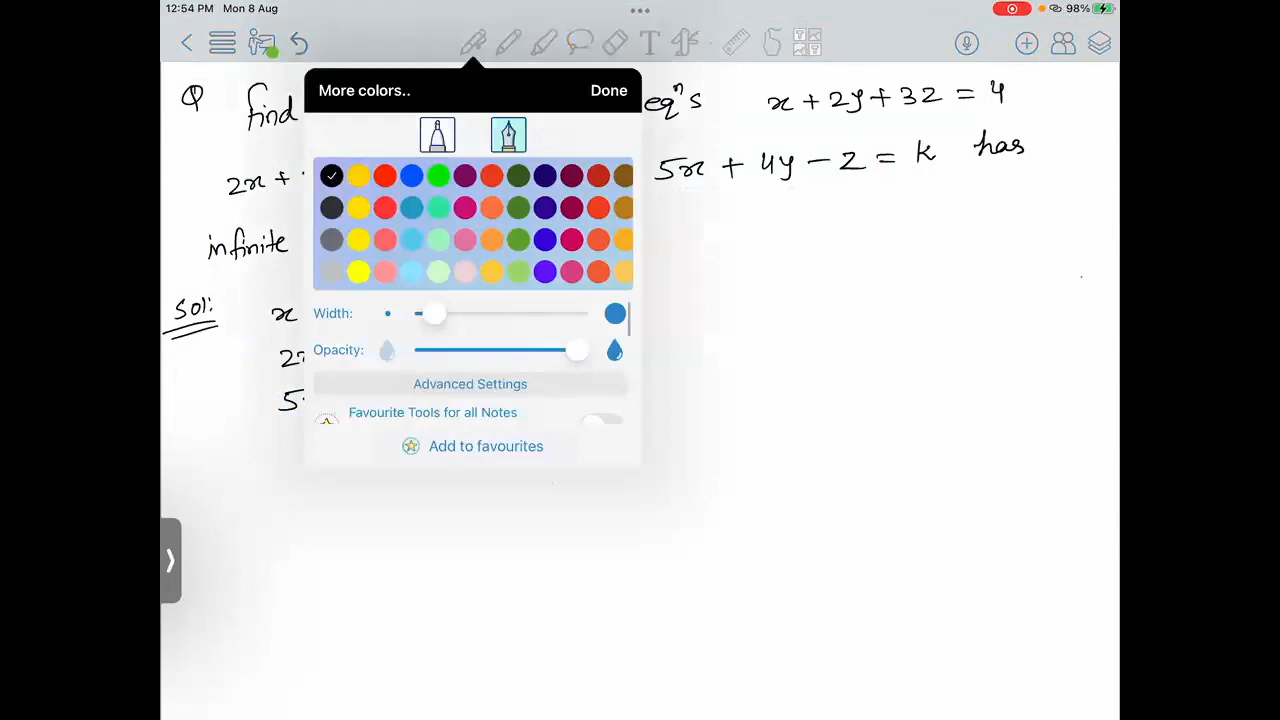 12:54 PM Mon 8 Aug
98%
T
More colors..
Done
Q find
eqⁿs x + 2y + 3z = 4
2x +
5x + 4y - z = k has
infinite
Width:
Opacity:
Advanced Settings
Favourite Tools for all Notes
Add to favourites
Sol: x
5